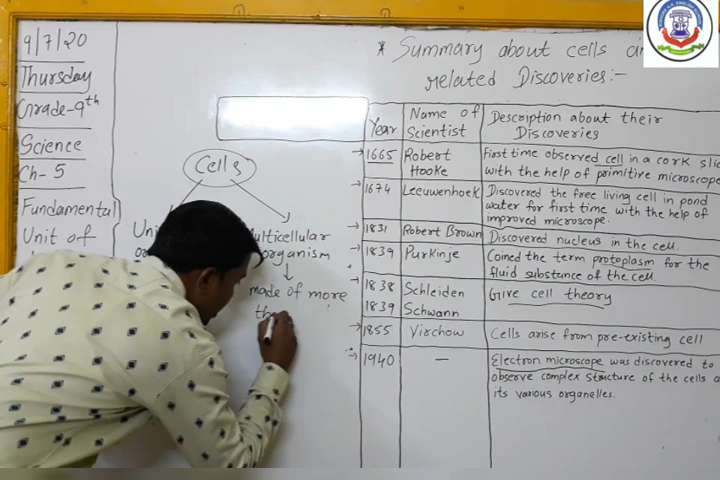 9/7/20
Thursday
Grade-9th
Science
Ch-5
Fundamental
Unit of
* Summary about cells
related Discoveries:-
Cells
Multicellular
organism
made of more
Year Name of Scientist Description about their Discoveries
→ 1665 Robert Hooke First time observed cell in a cork
with the help of primitive microscope
→ 1674 Leeuwenhoek Discovered the free living cell in pond
water for first time with the help of
improved microscope.
→ 1831 Robert Brown Discovered nucleus in the cell.
→ 1839 Purkinje Coined the term protoplasm for the
fluid substance of the cell.
→ 1838 Schleiden Give cell theory
1839 Schwann
→ 1855 Virchow Cells arise from pre-existing cell
→ 1940 — Electron microscope was discovered to
observe complex structure of the cells
its various organelles.